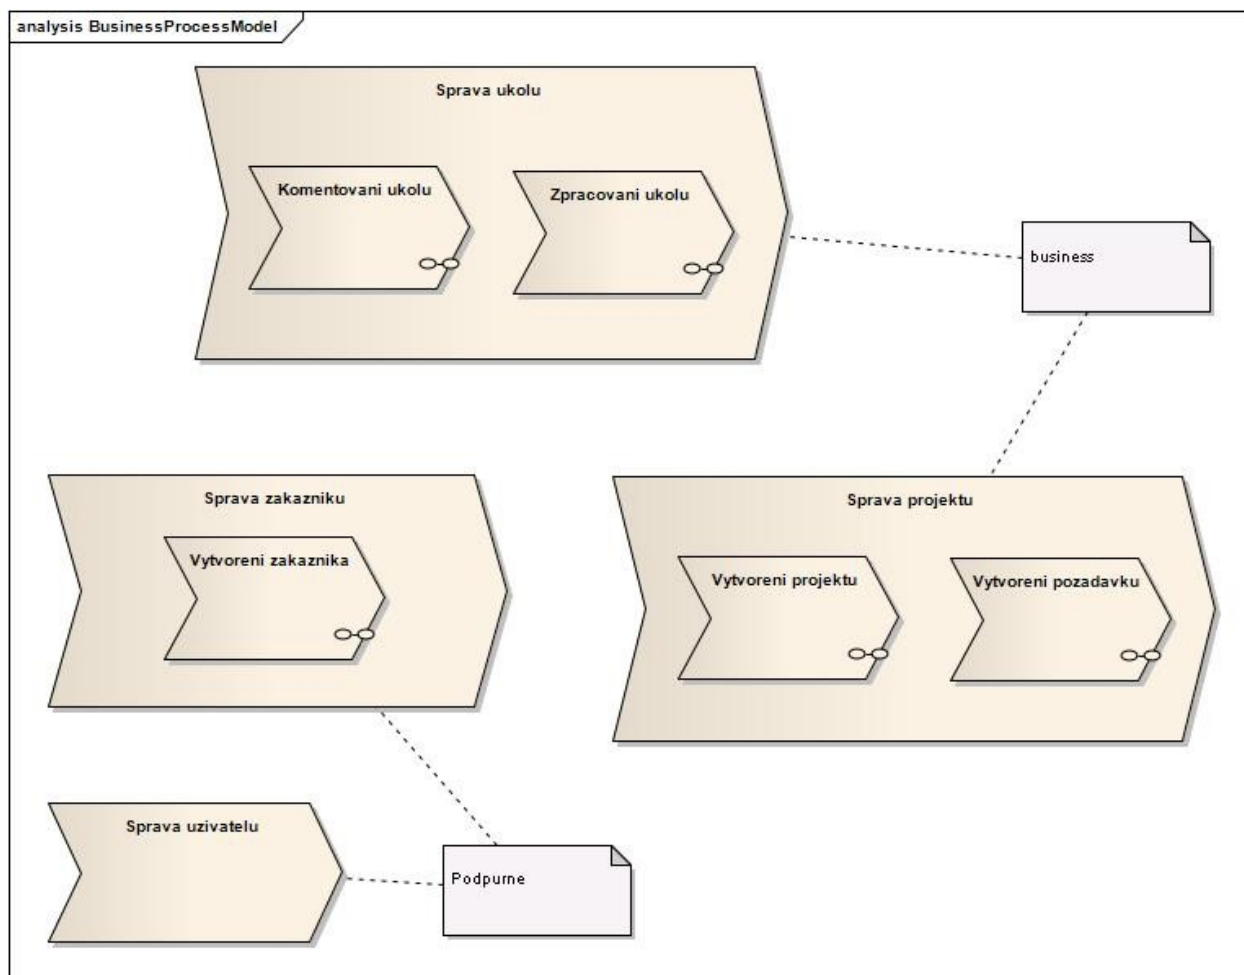 analysis BusinessProcessModel
Sprava ukolu
Komentovani ukolu
Zpracovani ukolu
business
Sprava zakazniku
Vytvoreni zakaznika
Sprava projektu
Vytvoreni projektu
Vytvoreni pozadavku
Sprava uzivatelu
Podpurne